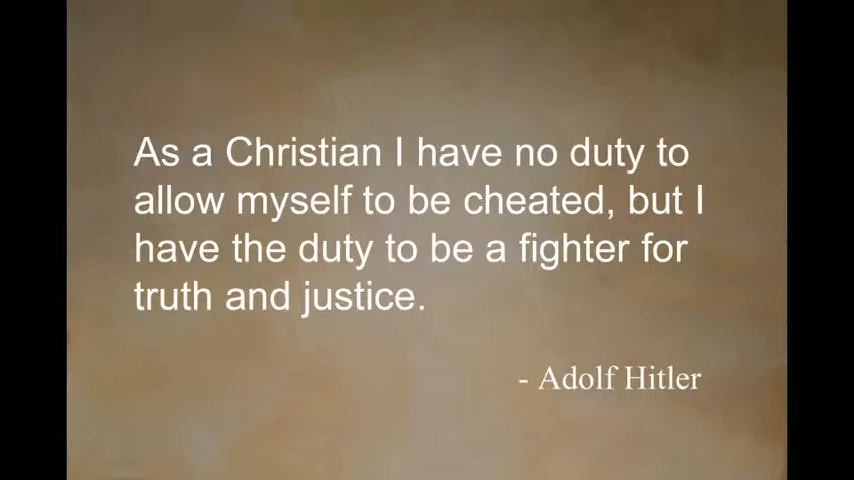 As a Christian I have no duty to
allow myself to be cheated, but I
have the duty to be a fighter for
truth and justice.
- Adolf Hitler